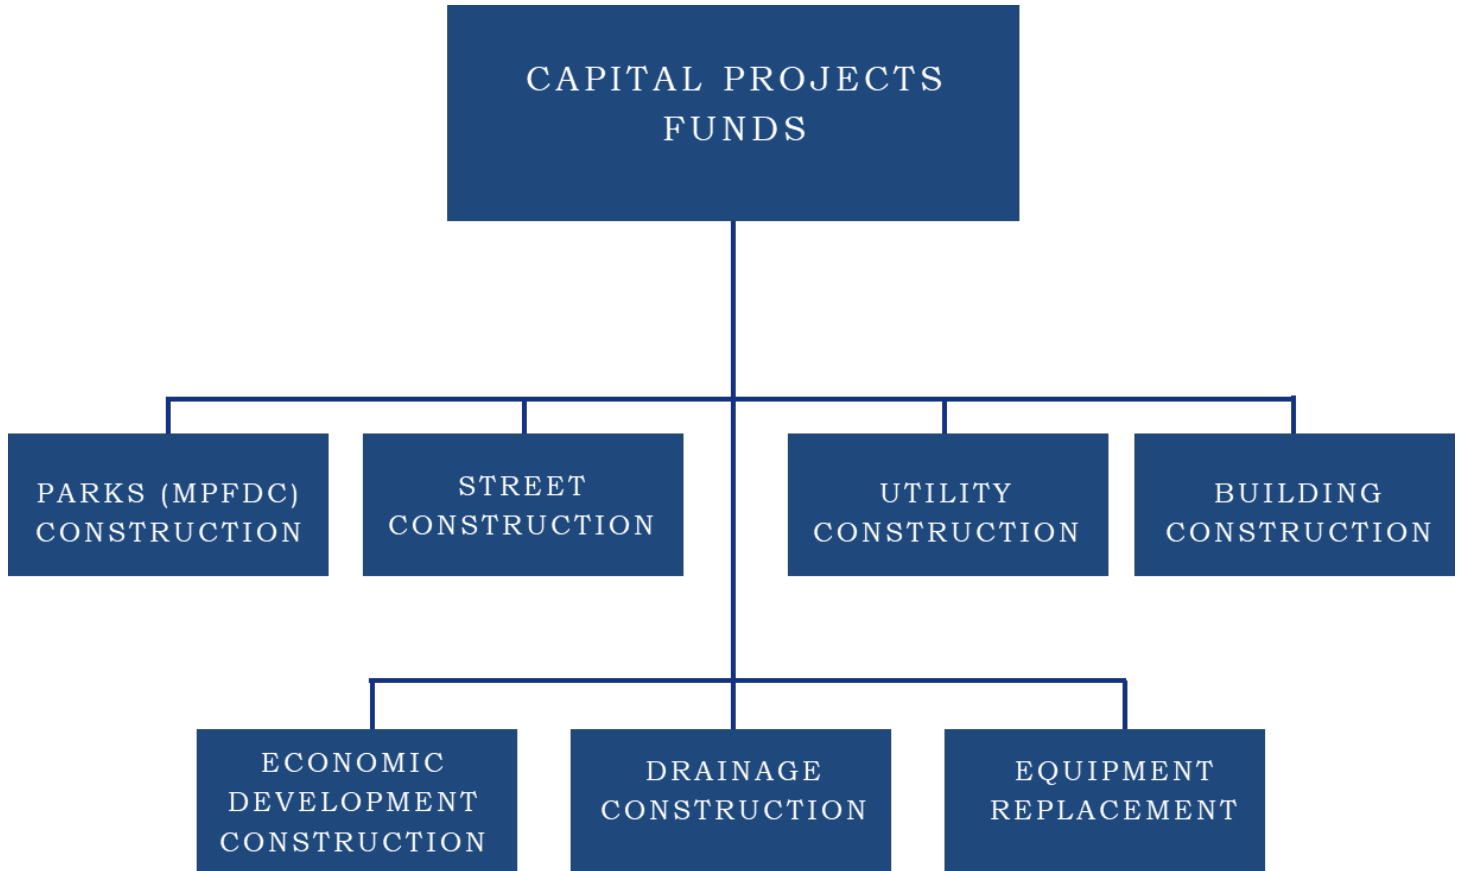 CAPITAL PROJECTS
FUNDS
PARKS (MPFDC)
CONSTRUCTION
STREET
CONSTRUCTION
UTILITY
CONSTRUCTION
BUILDING
CONSTRUCTION
ECONOMIC
DEVELOPMENT
CONSTRUCTION
DRAINAGE
CONSTRUCTION
EQUIPMENT
REPLACEMENT